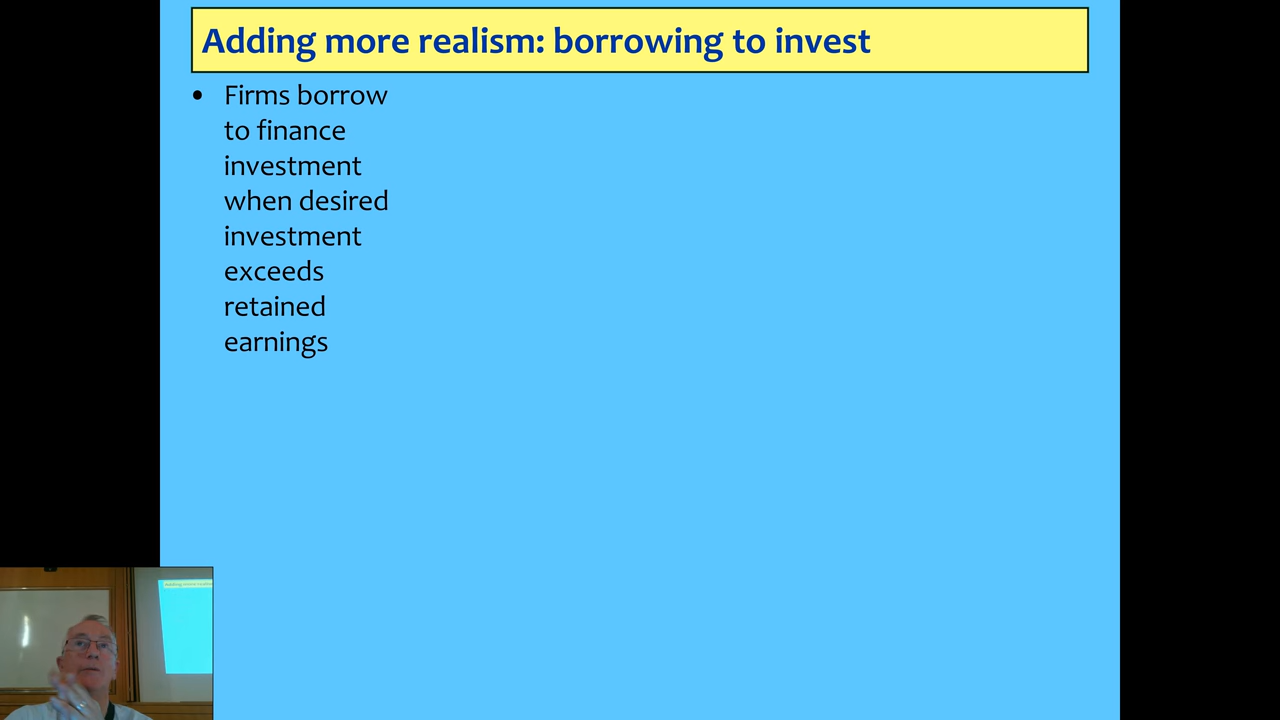 Adding more realism: borrowing to invest
• Firms borrow
to finance
investment
when desired
investment
exceeds
retained
earnings